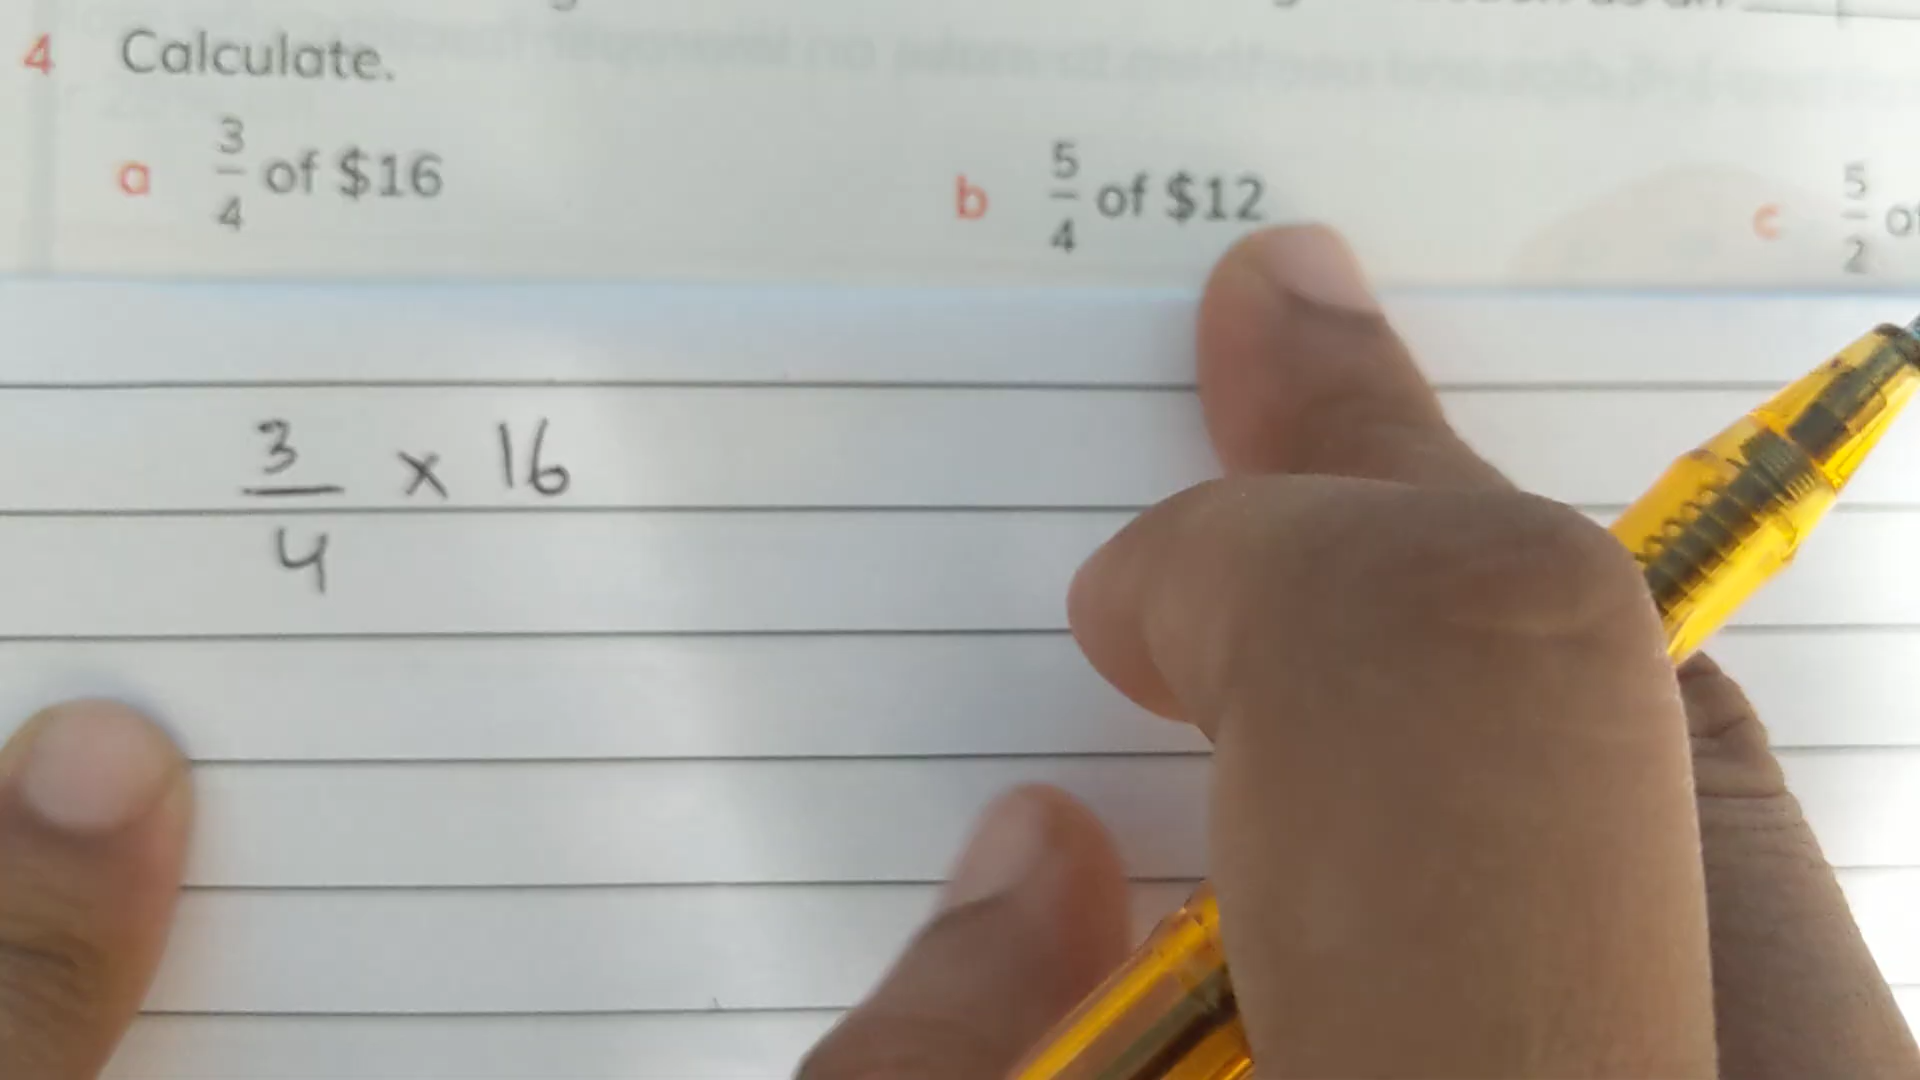 4 Calculate.
a 3/4 of $16 b 5/4 of $12 c 5/2
3/4 x 16